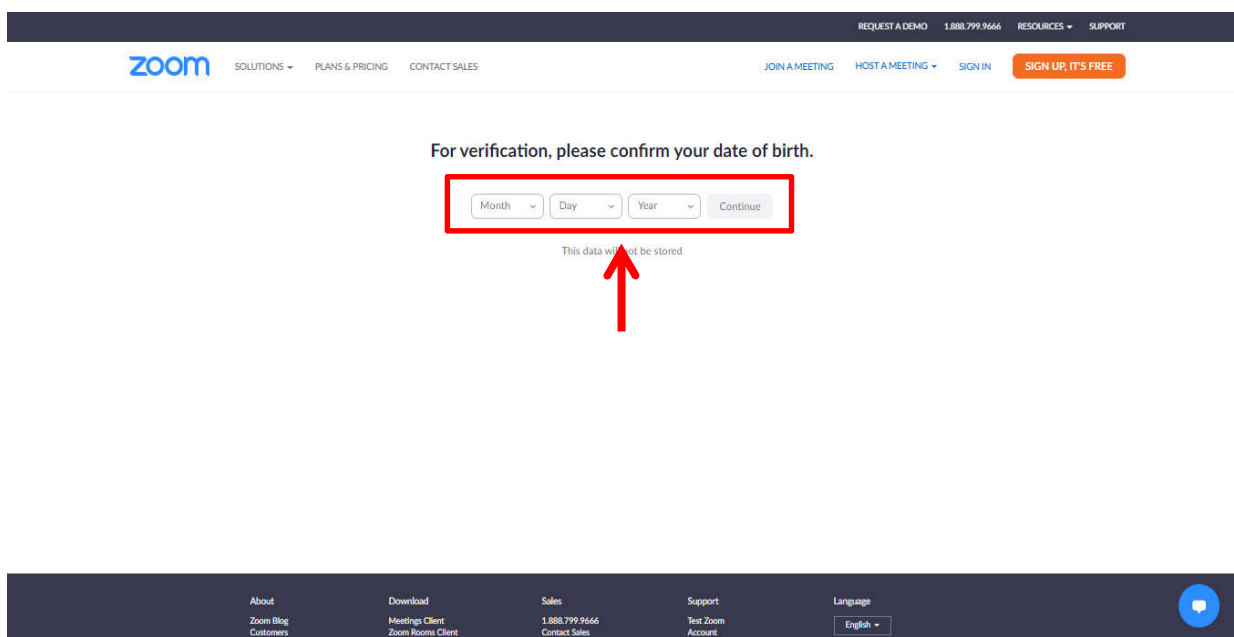 REQUEST A DEMO 1.888.799.9666 RESOURCES SUPPORT
zoom SOLUTIONS PLANS & PRICING CONTACT SALES JOIN A MEETING HOST A MEETING SIGN IN SIGN UP, IT'S FREE
For verification, please confirm your date of birth.
Month Day Year Continue
This data will not be stored
About Download Sales Support Language
Zoom Blog Meetings Client 1.888.799.9666 Test Zoom English
Customers Zoom Rooms Client Contact Sales Account